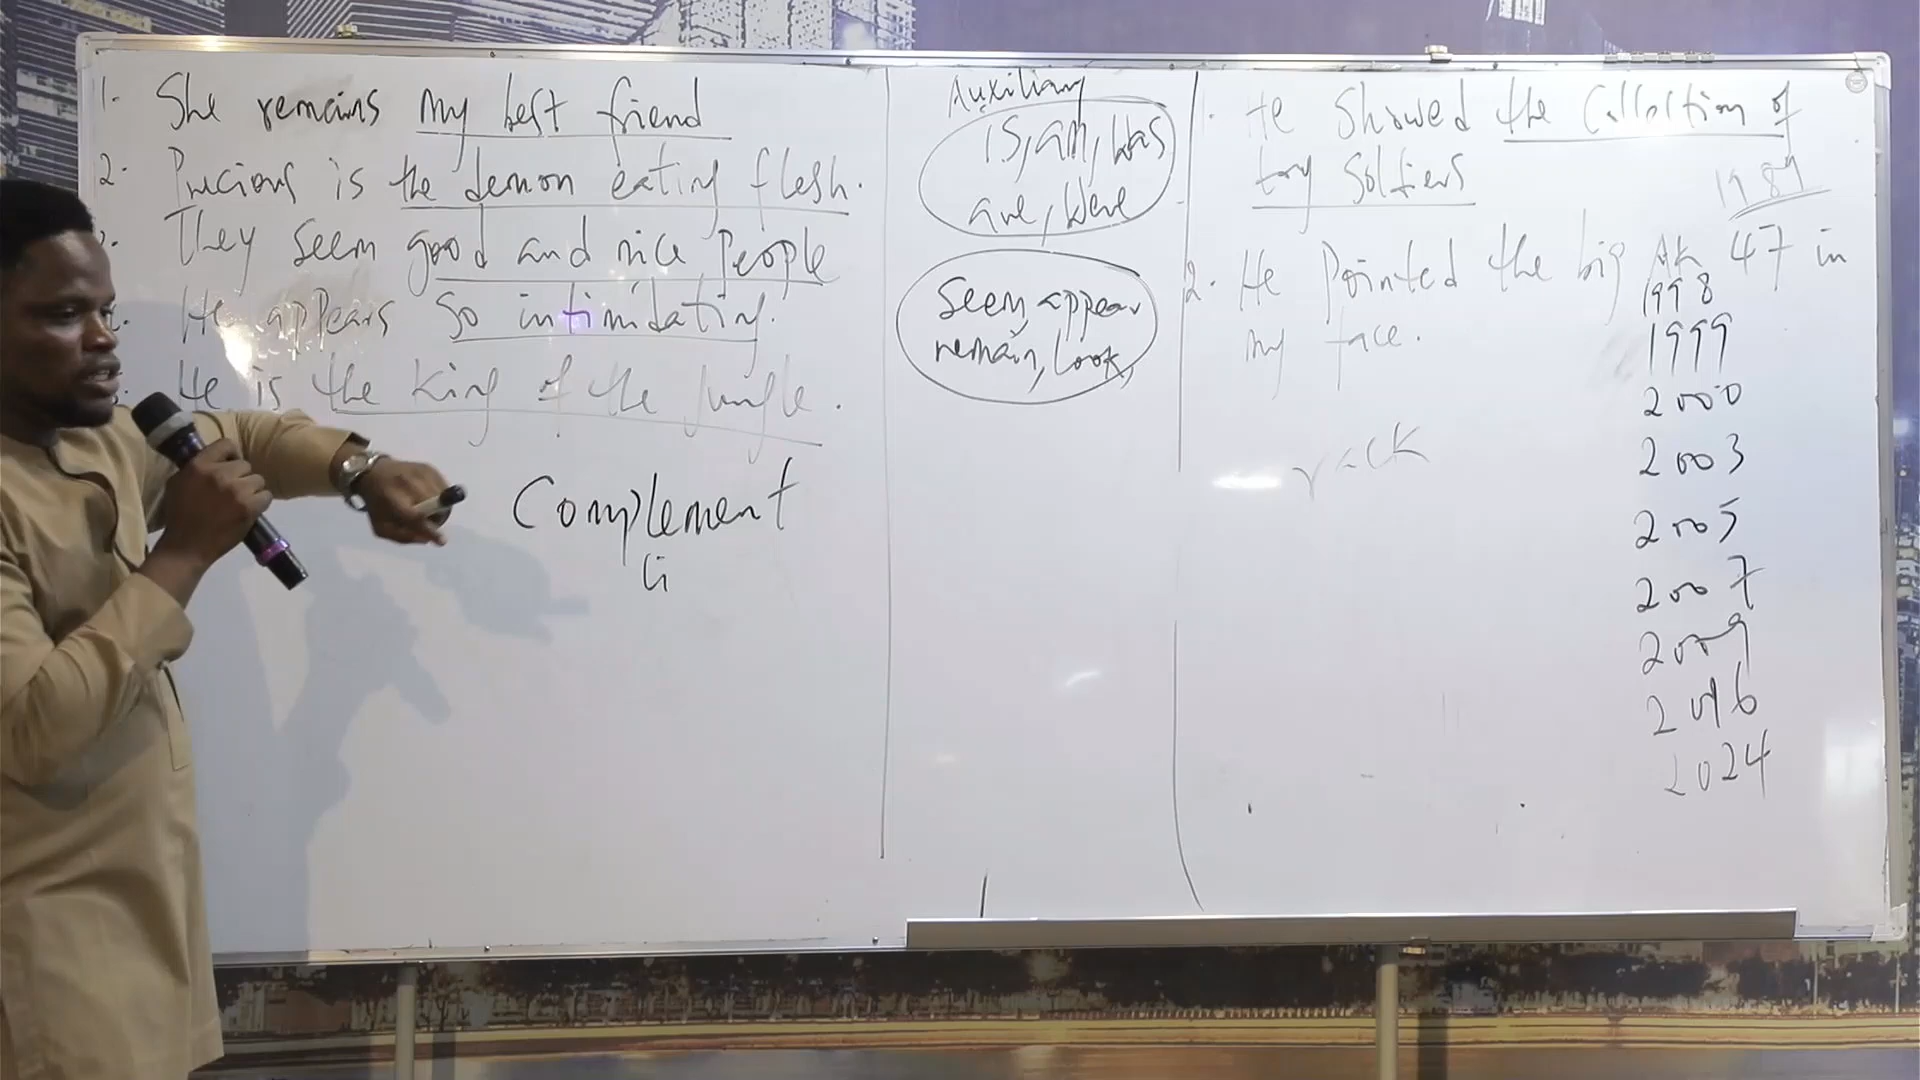 1. She remains my best friend
2. Precious is the demon eating flesh.
They seem good and nice people
He appears so intimidating.
He is the king of the Jungle.
Complement
Auxiliary
is, am, was
are, were
Seem, appear
remain, look,
1. He showed the collection of
toy soltiers
1989
2. He pointed the big AK 47 in
my face.
rack
1998
1999
2000
2003
2005
2007
2009
2016
2024